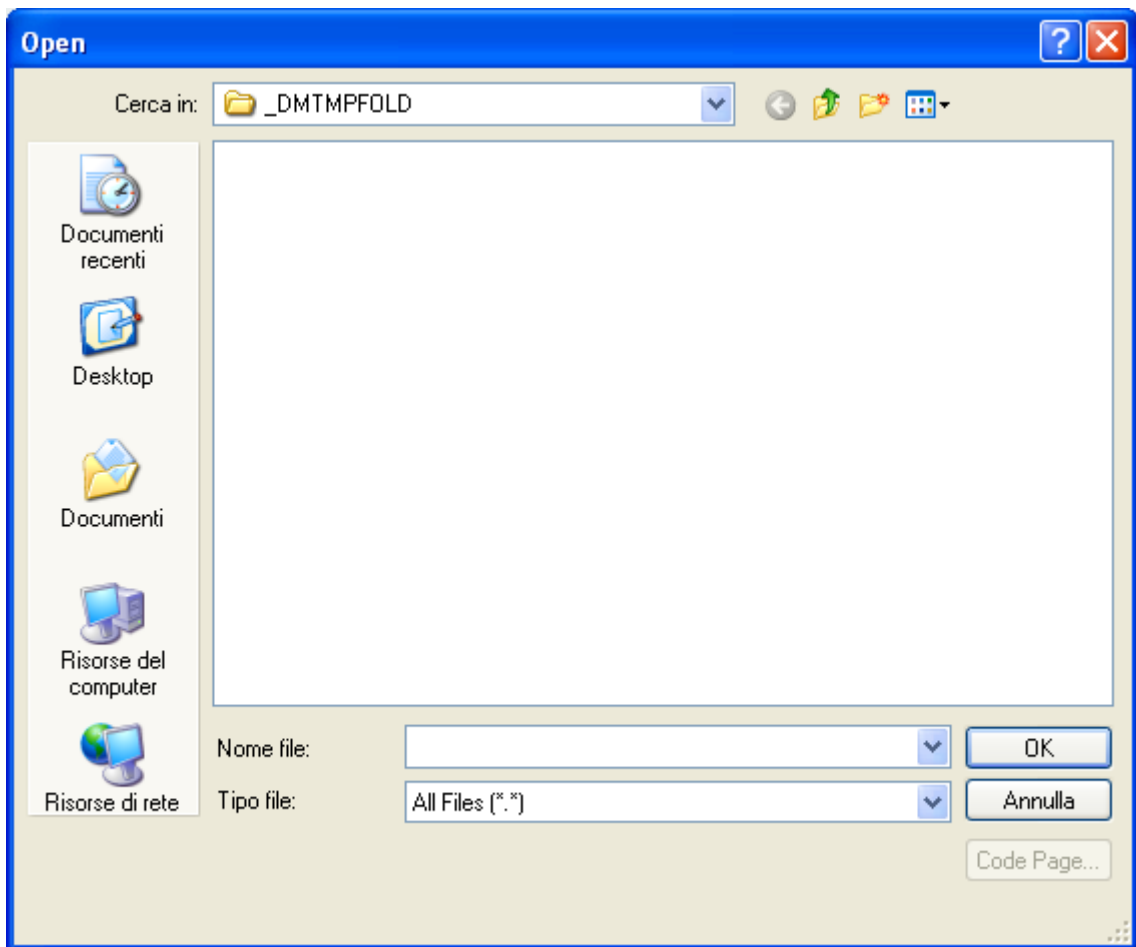 Open
Cerca in:
_DMTMPFOLD
Documenti
recenti
Desktop
Documenti
Risorse del
computer
Risorse di rete
Nome file:
OK
Tipo file:
All Files (*.*)
Annulla
Code Page...